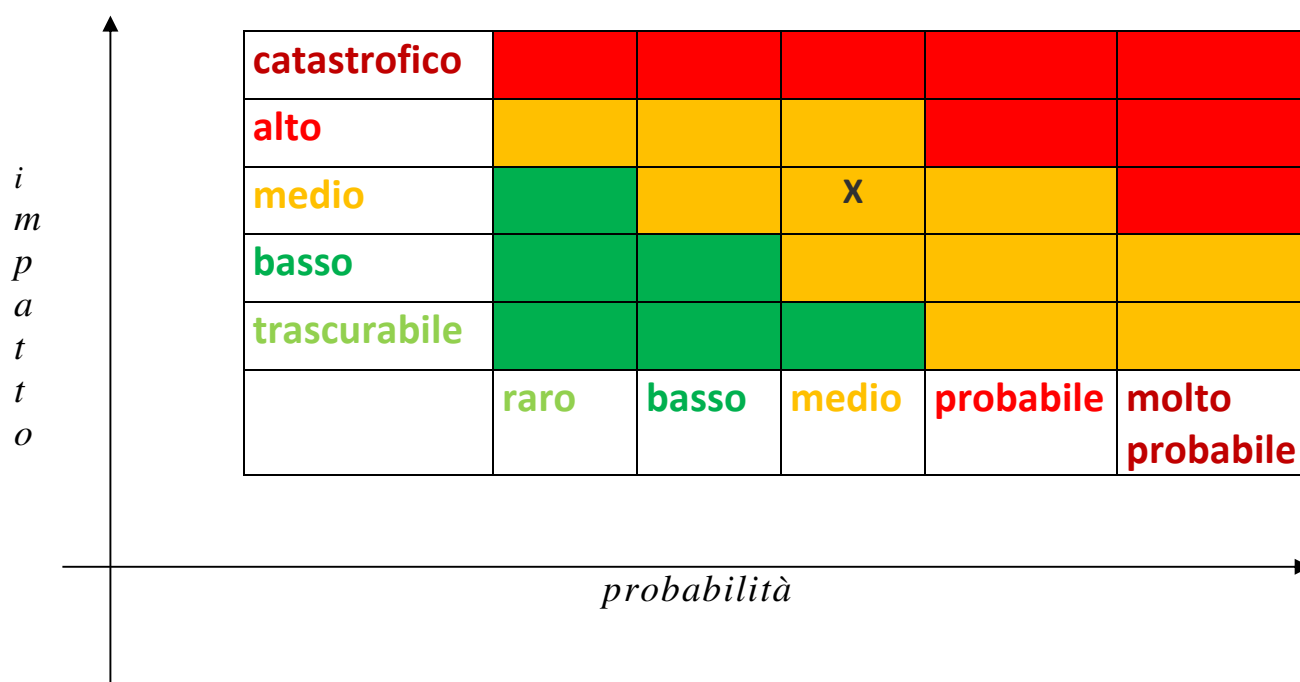 catastrofico
alto
medio
X
basso
trascurabile
raro
basso
medio
probabile
molto
probabile
i
m
p
a
t
t
o
probabilità